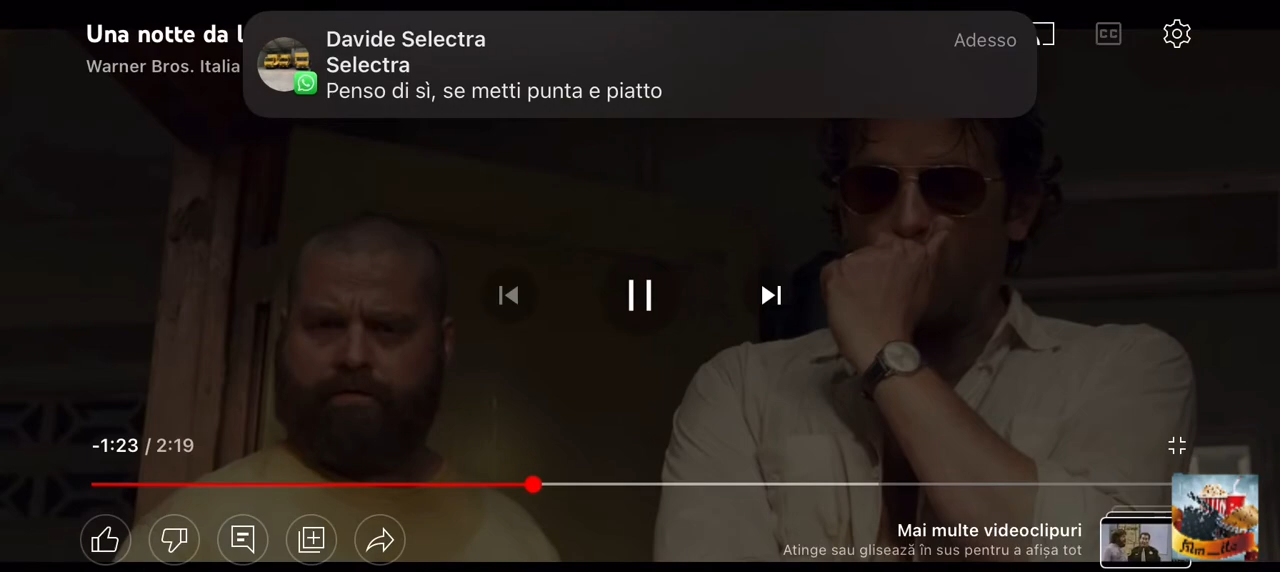 Una notte da l
Warner Bros. Italia
Davide Selectra
Selectra
Penso di sì, se metti punta e piatto
Adesso
CC
-1:23 / 2:19
Mai multe videoclipuri
Atinge sau glisează în sus pentru a afișa tot